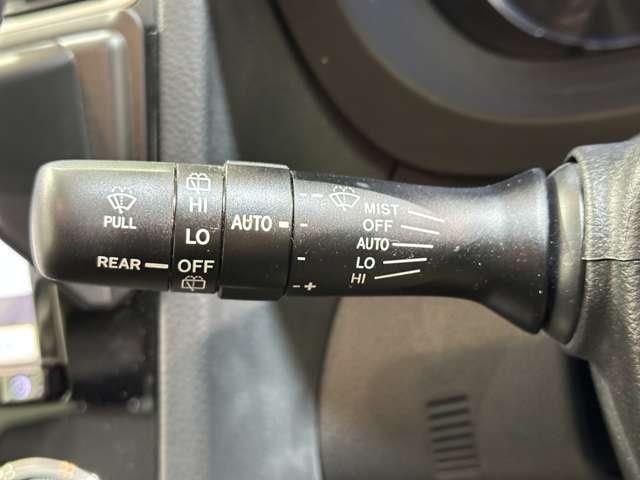 PULL
REAR
HI
LO
OFF
AUTO
- +
MIST
OFF
AUTO
LO
HI